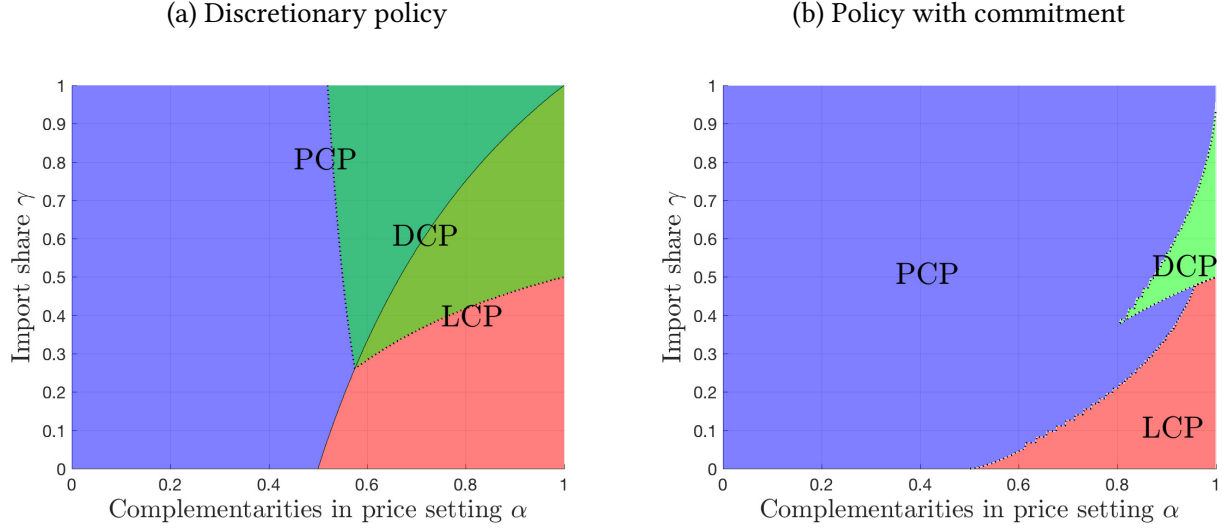 (a) Discretionary policy
1
0.9
0.8
0.7
0.6
0.5
0.4
0.3
0.2
0.1
0
Import share γ
PCP
DCP
LCP
0
0.2
0.4
0.6
0.8
1
Complementarities in price setting α
(b) Policy with commitment
1
0.9
0.8
0.7
0.6
0.5
0.4
0.3
0.2
0.1
0
Import share γ
PCP
DCP
LCP
0
0.2
0.4
0.6
0.8
1
Complementarities in price setting α